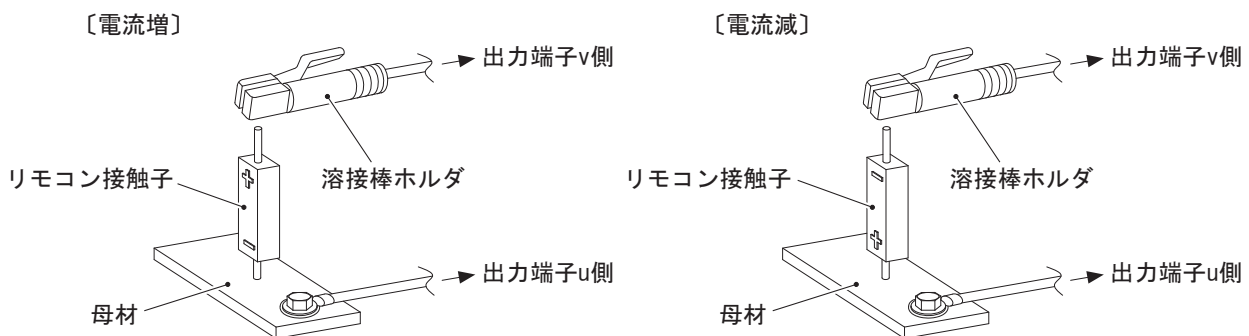 〔電流増〕
出力端子v側
リモコン接触子
+
溶接棒ホルダ
−
出力端子u側
母材
〔電流減〕
出力端子v側
リモコン接触子
−
溶接棒ホルダ
+
出力端子u側
母材